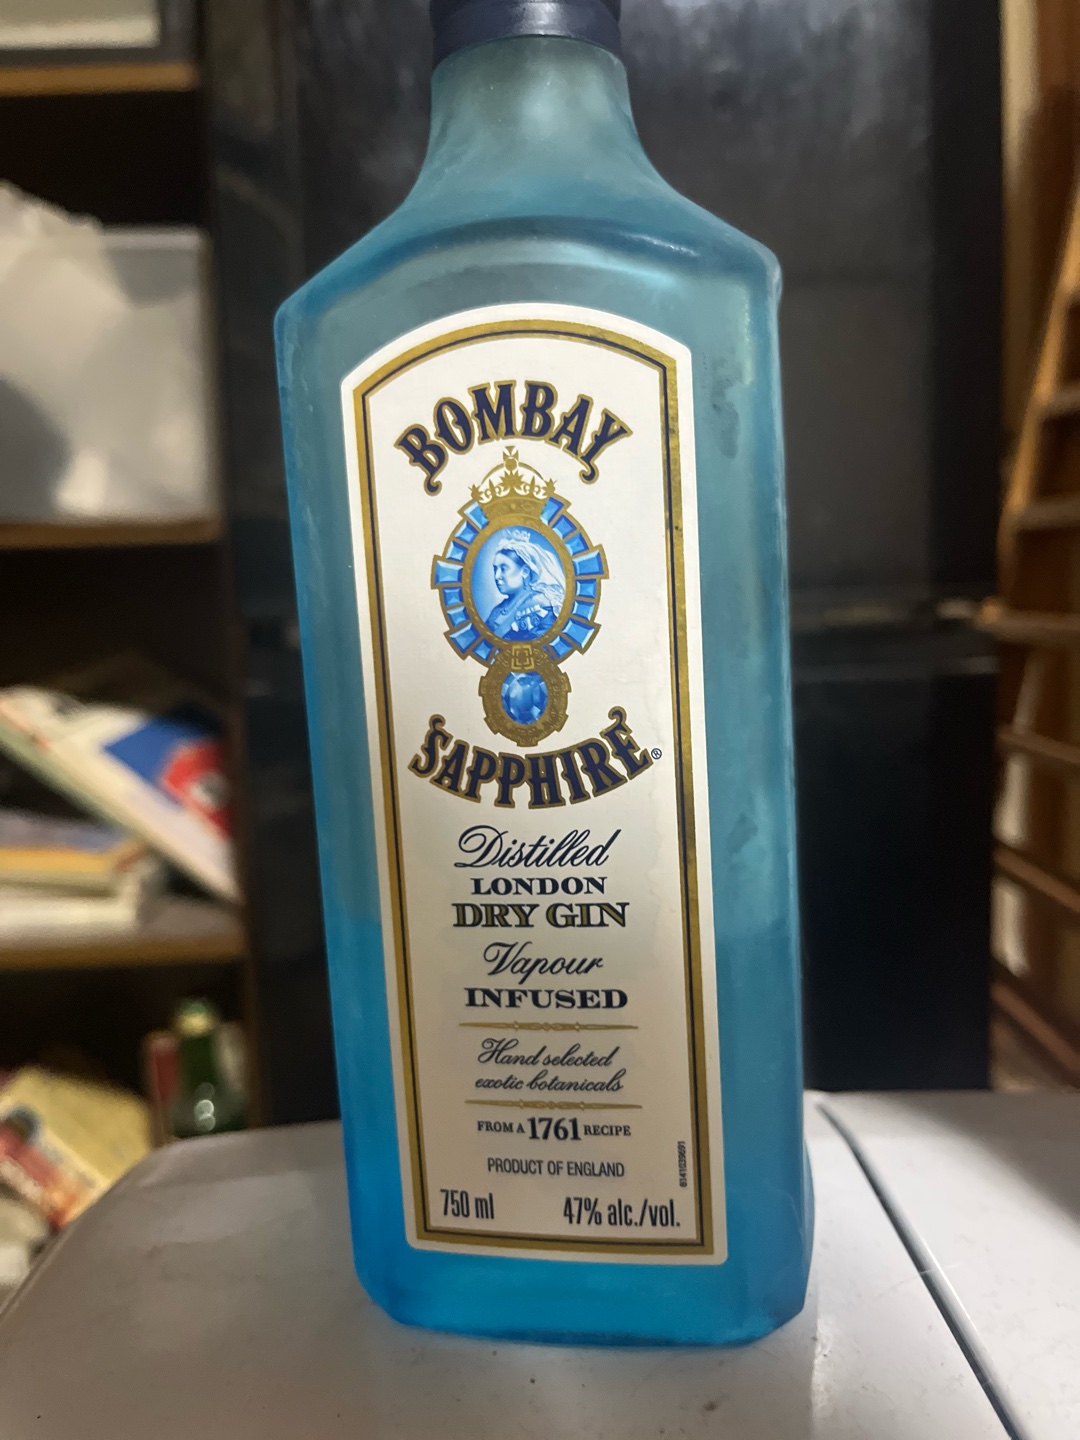 BOMBAY
SAPPHIRE®
Distilled
LONDON
DRY GIN
Vapour
INFUSED
Hand selected
exotic botanicals
FROM A 1761 RECIPE
PRODUCT OF ENGLAND
750 ml 47% alc./vol.
8141039691